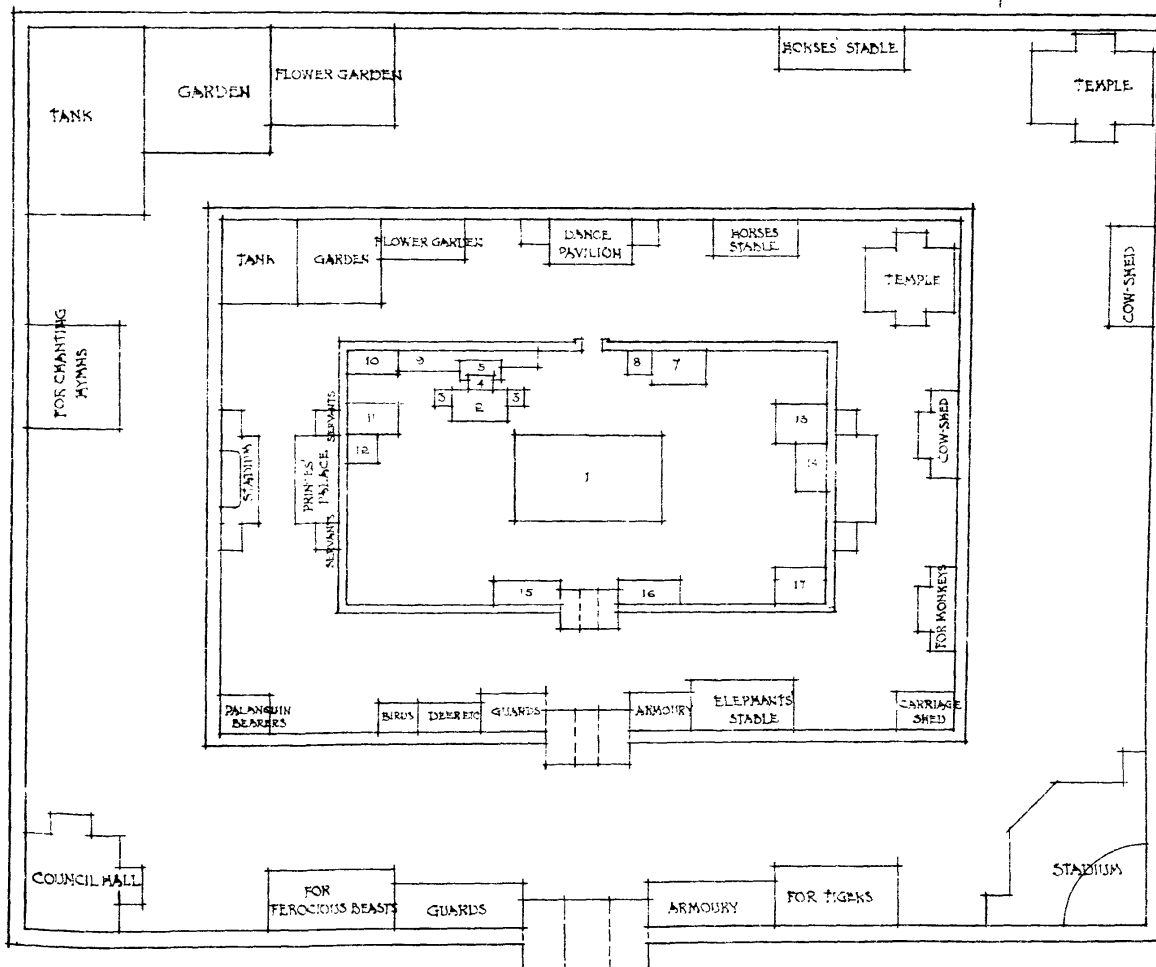 HORSES' STABLE
FLOWER GARDEN
GARDEN
TANK
TEMPLE
FLOWER GARDEN
DANCE
PAVILION
HORSES
STABLE
TANK
GARDEN
TEMPLE
COW-SHED
FOR CHANTING
HYMNS
10
9
5
4
3
2
3
8
7
11
12
13
14
1
15
16
17
SERVANTS
PRINCES'
PALACE
SERVANTS
STADIUM
COW-SHED
FOR MONKEYS
PALANQUIN
BEARERS
BIRDS
DEER ETC
GUARDS
ARMOURY
ELEPHANTS'
STABLE
CARRIAGE
SHED
COUNCIL HALL
FOR
FEROCIOUS BEASTS
GUARDS
ARMOURY
FOR TIGERS
STADIUM